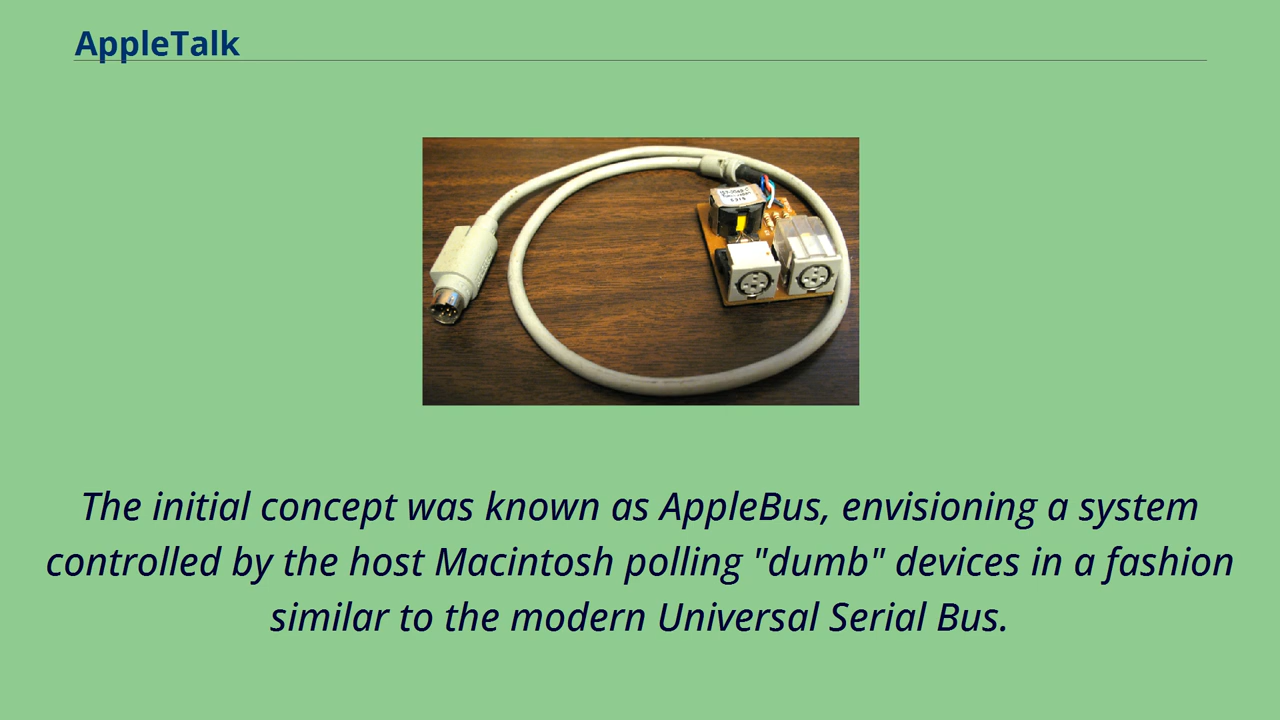 AppleTalk
The initial concept was known as AppleBus, envisioning a system
controlled by the host Macintosh polling "dumb" devices in a fashion
similar to the modern Universal Serial Bus.